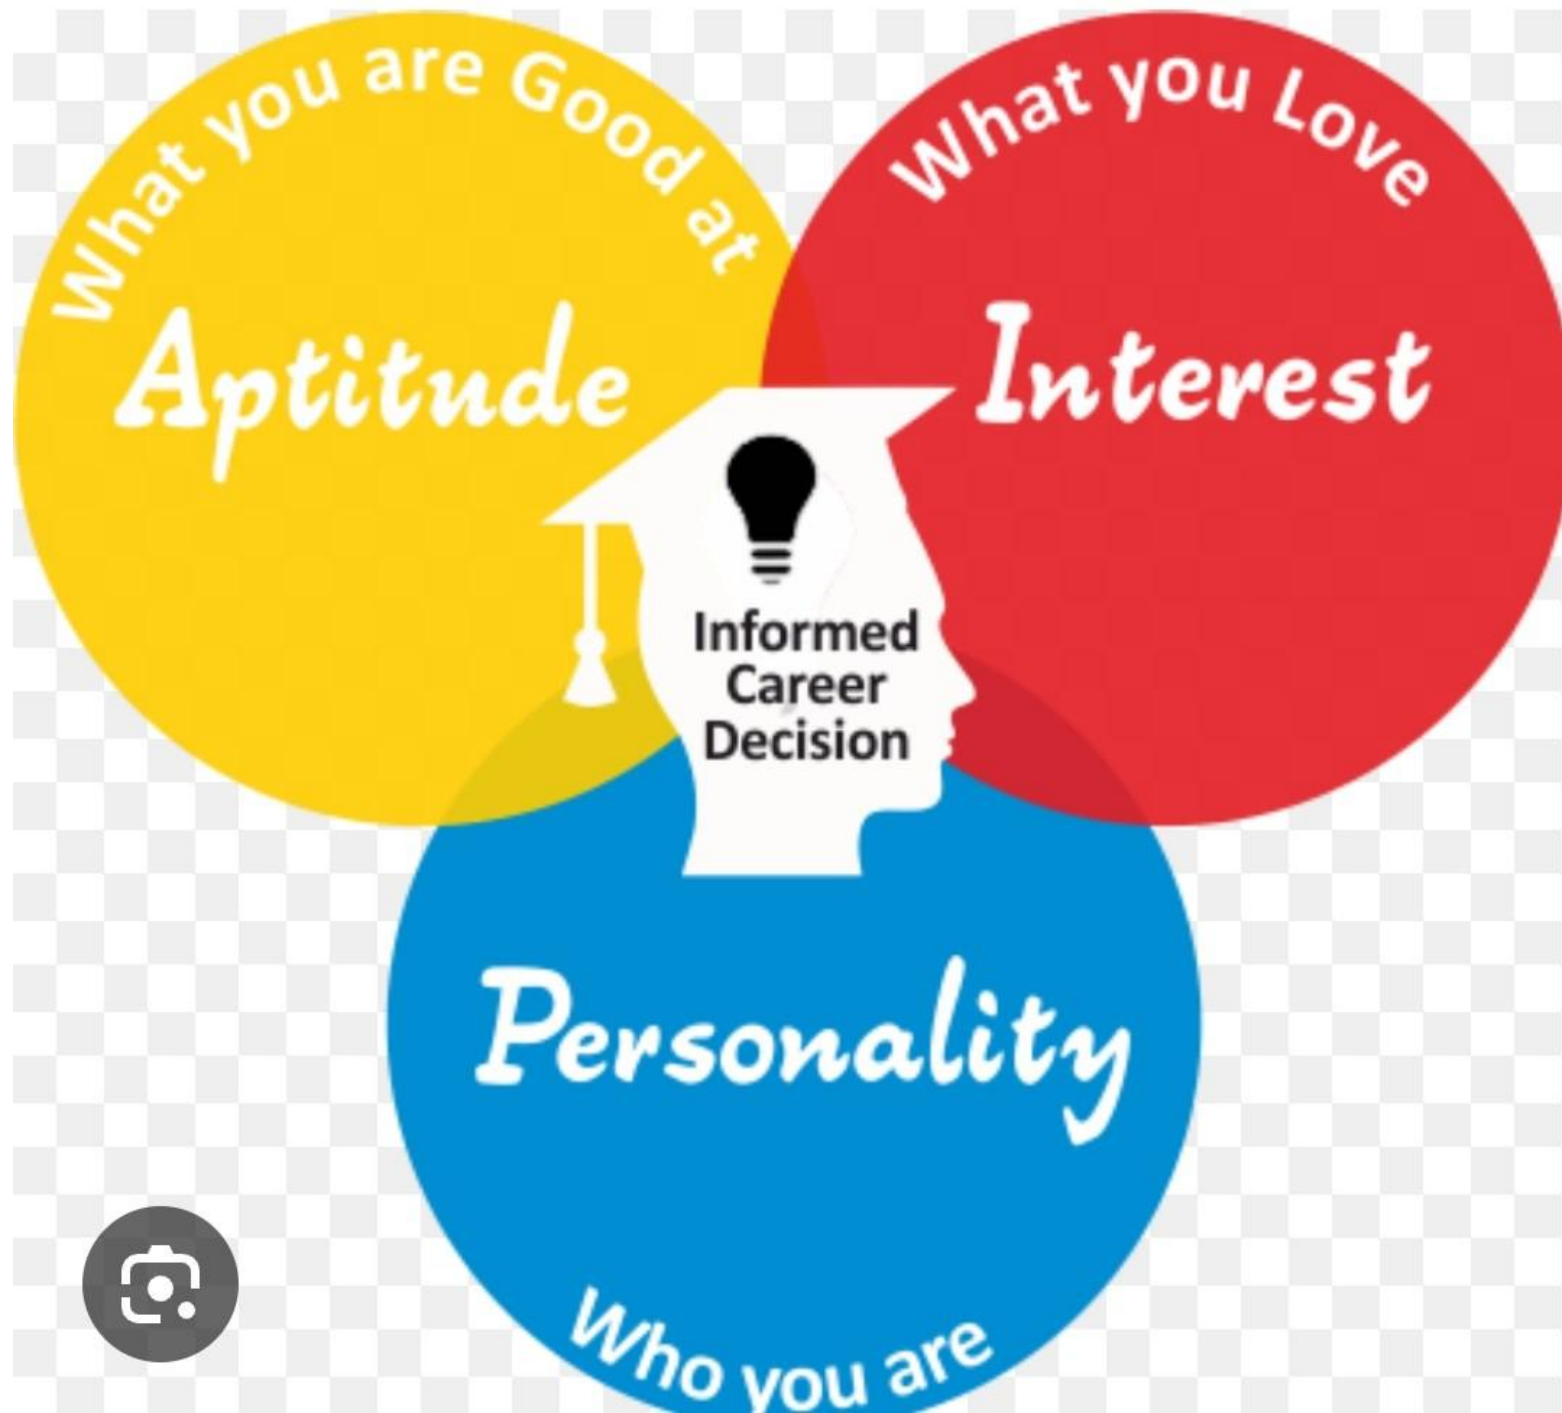 What you are Good at
Aptitude
What you Love
Interest
Informed
Career
Decision
Personality
Who you are